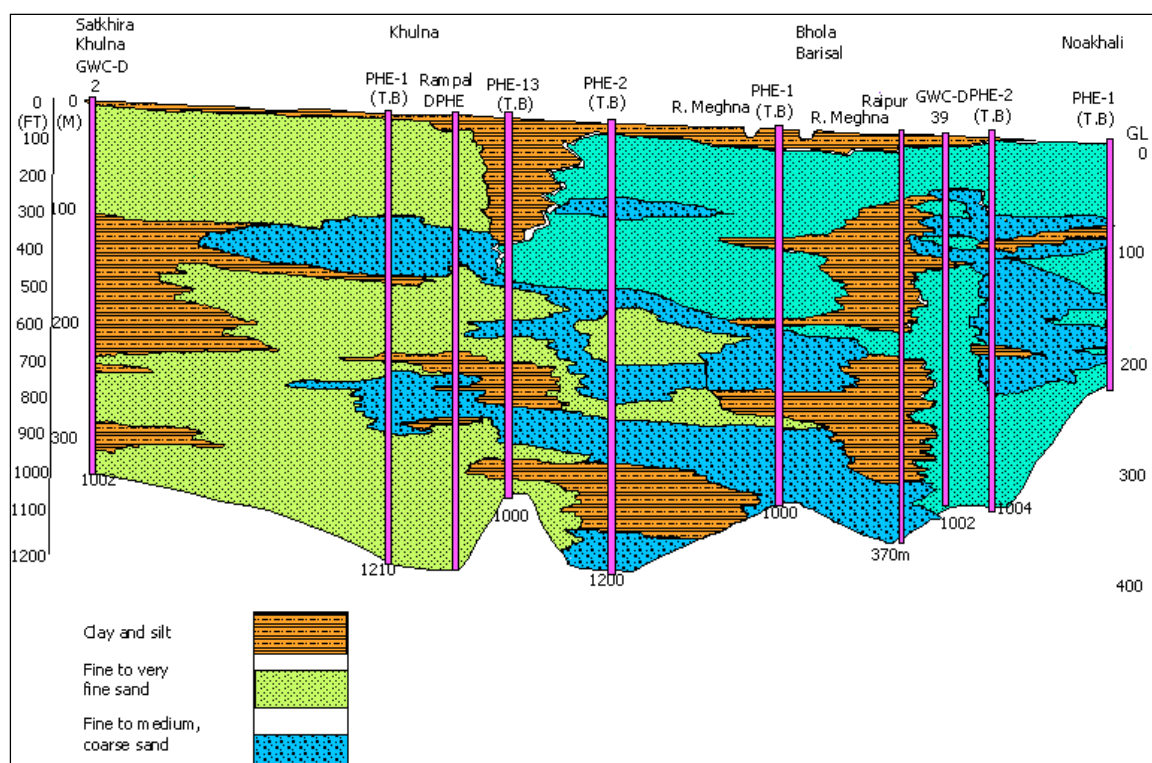 Satkhira
Khulna
GWC-D
2
Khulna
Bhola
Barisal
Noakhali
PHE-1
(T.B)
Rampal
DPHE
PHE-13
(T.B)
PHE-2
(T.B)
R. Meghna
PHE-1
(T.B)
R. Meghna
Raipur
GWC-D
39
PHE-2
(T.B)
PHE-1
(T.B)
GL
0
(FT)
0
(M)
100
200
300
400
500
600
700
800
900
1000
1100
1200
100
200
300
0
100
200
300
400
1002
1210
1000
1200
1000
370m
1002
1004
Clay and silt
Fine to very
fine sand
Fine to medium,
coarse sand